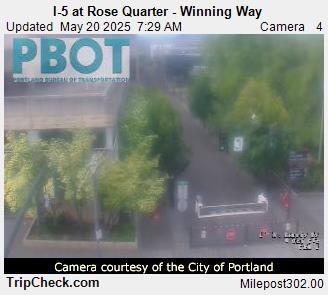 I-5 at Rose Quarter - Winning Way
Updated May 20 2025 7:29 AM Camera 4
PBOT
PORTLAND BUREAU OF TRANSPORTATION
Camera courtesy of the City of Portland
TripCheck.com Milepost302.00